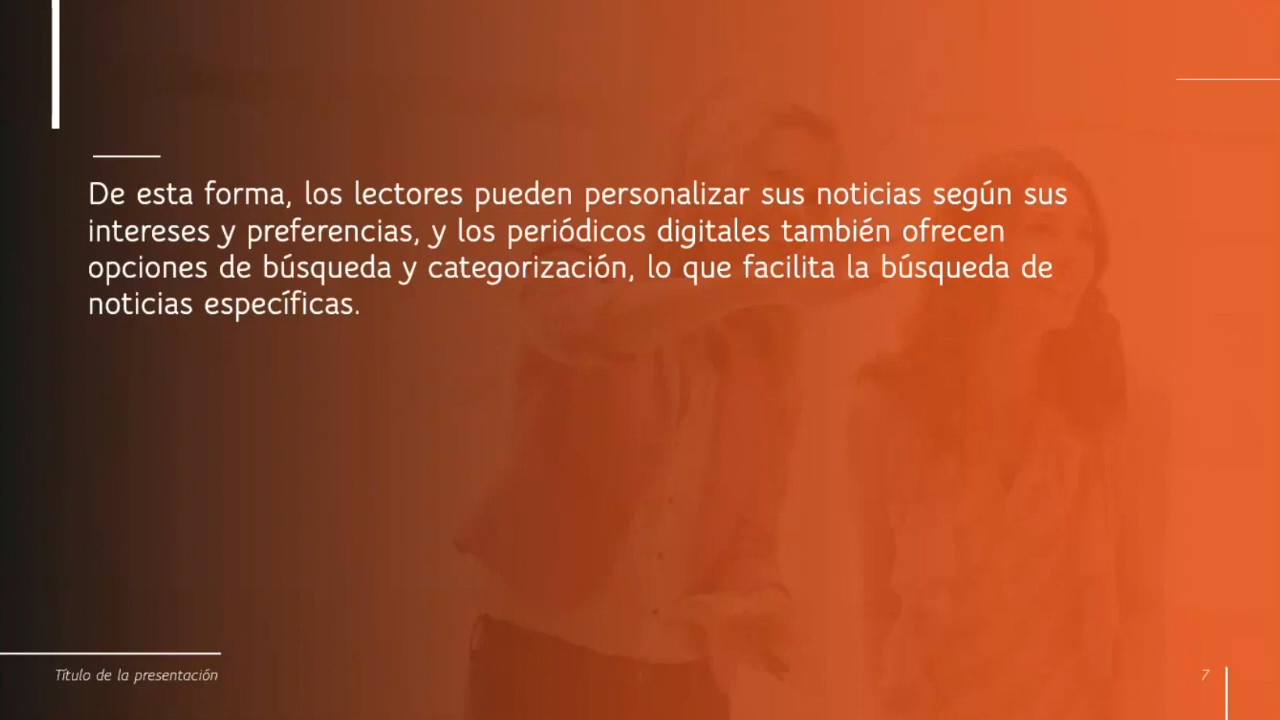 De esta forma, los lectores pueden personalizar sus noticias según sus
intereses y preferencias, y los periódicos digitales también ofrecen
opciones de búsqueda y categorización, lo que facilita la búsqueda de
noticias específicas.
Título de la presentación
7